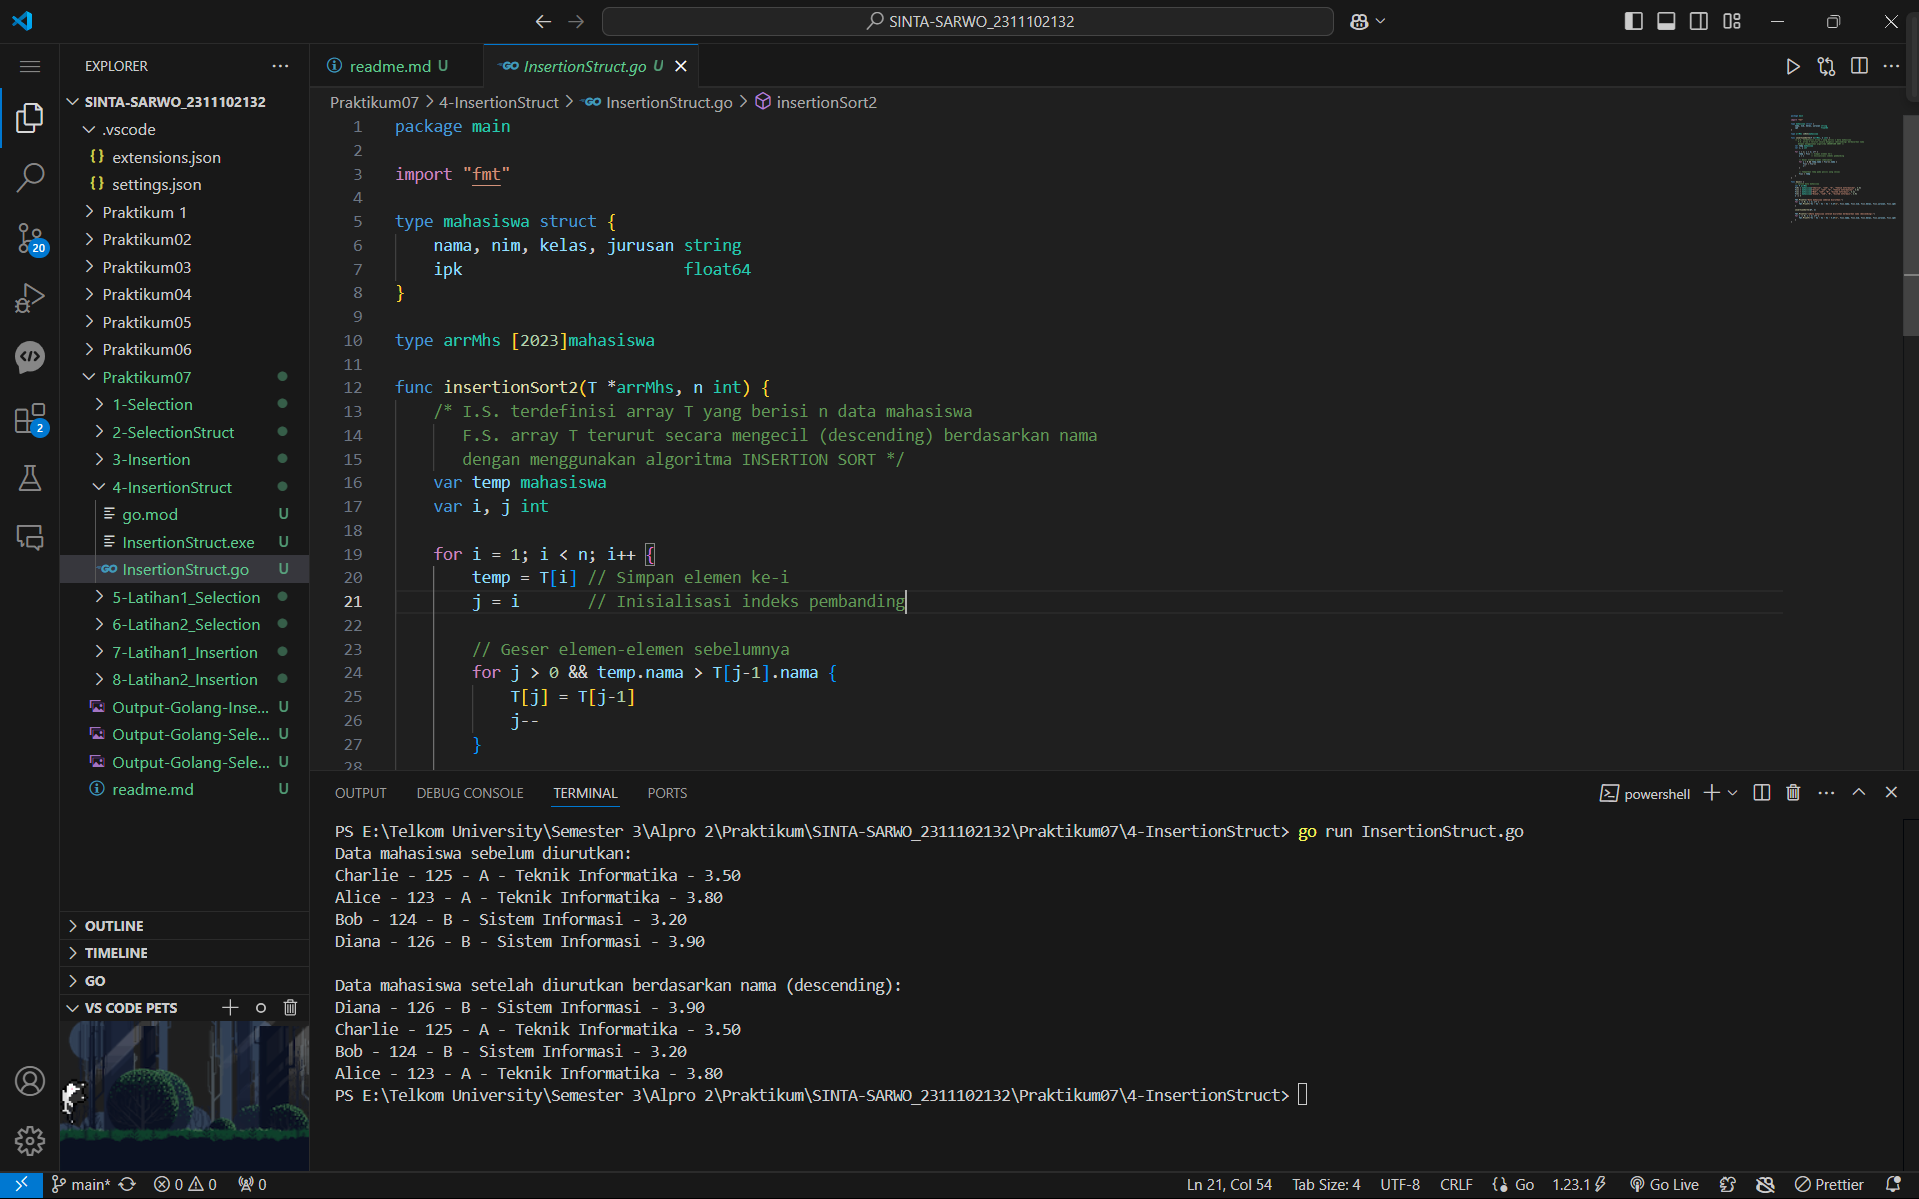 SINTA-SARWO_2311102132
EXPLORER
SINTA-SARWO_2311102132
.vscode
{} extensions.json
{} settings.json
Praktikum 1
Praktikum02
Praktikum03
Praktikum04
Praktikum05
Praktikum06
Praktikum07
1-Selection
2-SelectionStruct
3-Insertion
4-InsertionStruct
go.mod U
InsertionStruct.exe U
GO InsertionStruct.go U
5-Latihan1_Selection
6-Latihan2_Selection
7-Latihan1_Insertion
8-Latihan2_Insertion
Output-Golang-Inse... U
Output-Golang-Sele... U
Output-Golang-Sele... U
readme.md U
OUTLINE
TIMELINE
GO
VS CODE PETS
20
2
readme.md U
GO InsertionStruct.go U
Praktikum07 > 4-InsertionStruct > GO InsertionStruct.go > insertionSort2
1 package main
2
3 import "fmt"
4
5 type mahasiswa struct {
6 nama, nim, kelas, jurusan string
7 ipk float64
8 }
9
10 type arrMhs [2023]mahasiswa
11
12 func insertionSort2(T *arrMhs, n int) {
13 /* I.S. terdefinisi array T yang berisi n data mahasiswa
14 F.S. array T terurut secara mengecil (descending) berdasarkan nama
15 dengan menggunakan algoritma INSERTION SORT */
16 var temp mahasiswa
17 var i, j int
18
19 for i = 1; i < n; i++ {
20 temp = T[i] // Simpan elemen ke-i
21 j = i // Inisialisasi indeks pembanding
22
23 // Geser elemen-elemen sebelumnya
24 for j > 0 && temp.nama > T[j-1].nama {
25 T[j] = T[j-1]
26 j--
27 }
28
OUTPUT DEBUG CONSOLE TERMINAL PORTS
powershell
PS E:\Telkom University\Semester 3\Alpro 2\Praktikum\SINTA-SARWO_2311102132\Praktikum07\4-InsertionStruct> go run InsertionStruct.go
Data mahasiswa sebelum diurutkan:
Charlie - 125 - A - Teknik Informatika - 3.50
Alice - 123 - A - Teknik Informatika - 3.80
Bob - 124 - B - Sistem Informasi - 3.20
Diana - 126 - B - Sistem Informasi - 3.90
Data mahasiswa setelah diurutkan berdasarkan nama (descending):
Diana - 126 - B - Sistem Informasi - 3.90
Charlie - 125 - A - Teknik Informatika - 3.50
Bob - 124 - B - Sistem Informasi - 3.20
Alice - 123 - A - Teknik Informatika - 3.80
PS E:\Telkom University\Semester 3\Alpro 2\Praktikum\SINTA-SARWO_2311102132\Praktikum07\4-InsertionStruct>
main* 0 0 0 Ln 21, Col 54 Tab Size: 4 UTF-8 CRLF Go 1.23.1 Go Live Prettier